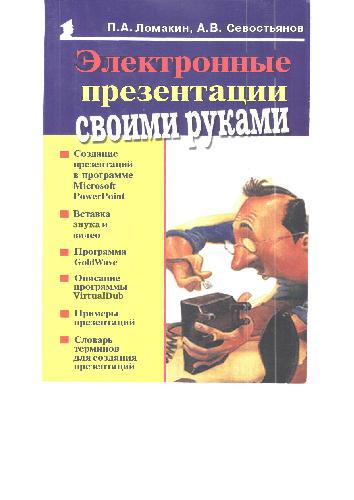 П.А. Ломакин, А.В. Севостьянов
Электронные
презентации
своими руками
Создание
презентаций
в программе
Microsoft
PowerPoint
Вставка
звука и
видео
Программа
GoldWave
Описание
программы
VirtualDub
Примеры
презентаций
Словарь
терминов
для создания
презентаций